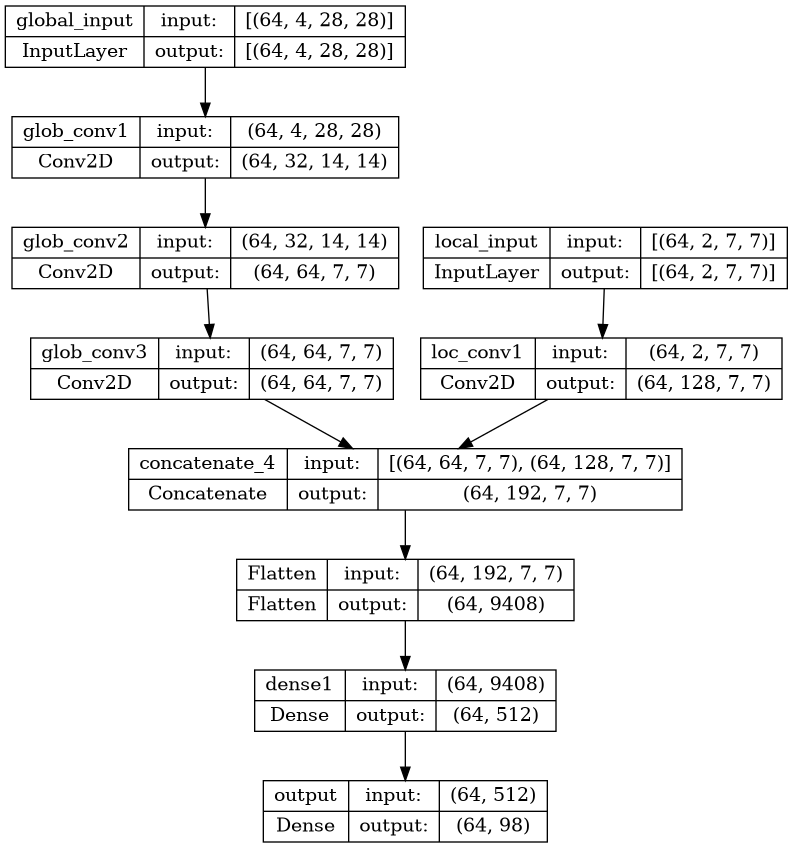 global_input input: [(64, 4, 28, 28)]
InputLayer output: [(64, 4, 28, 28)]
glob_conv1 input: (64, 4, 28, 28)
Conv2D output: (64, 32, 14, 14)
glob_conv2 input: (64, 32, 14, 14)
Conv2D output: (64, 64, 7, 7)
local_input input: [(64, 2, 7, 7)]
InputLayer output: [(64, 2, 7, 7)]
glob_conv3 input: (64, 64, 7, 7)
Conv2D output: (64, 64, 7, 7)
loc_conv1 input: (64, 2, 7, 7)
Conv2D output: (64, 128, 7, 7)
concatenate_4 input: [(64, 64, 7, 7), (64, 128, 7, 7)]
Concatenate output: (64, 192, 7, 7)
Flatten input: (64, 192, 7, 7)
Flatten output: (64, 9408)
dense1 input: (64, 9408)
Dense output: (64, 512)
output input: (64, 512)
Dense output: (64, 98)